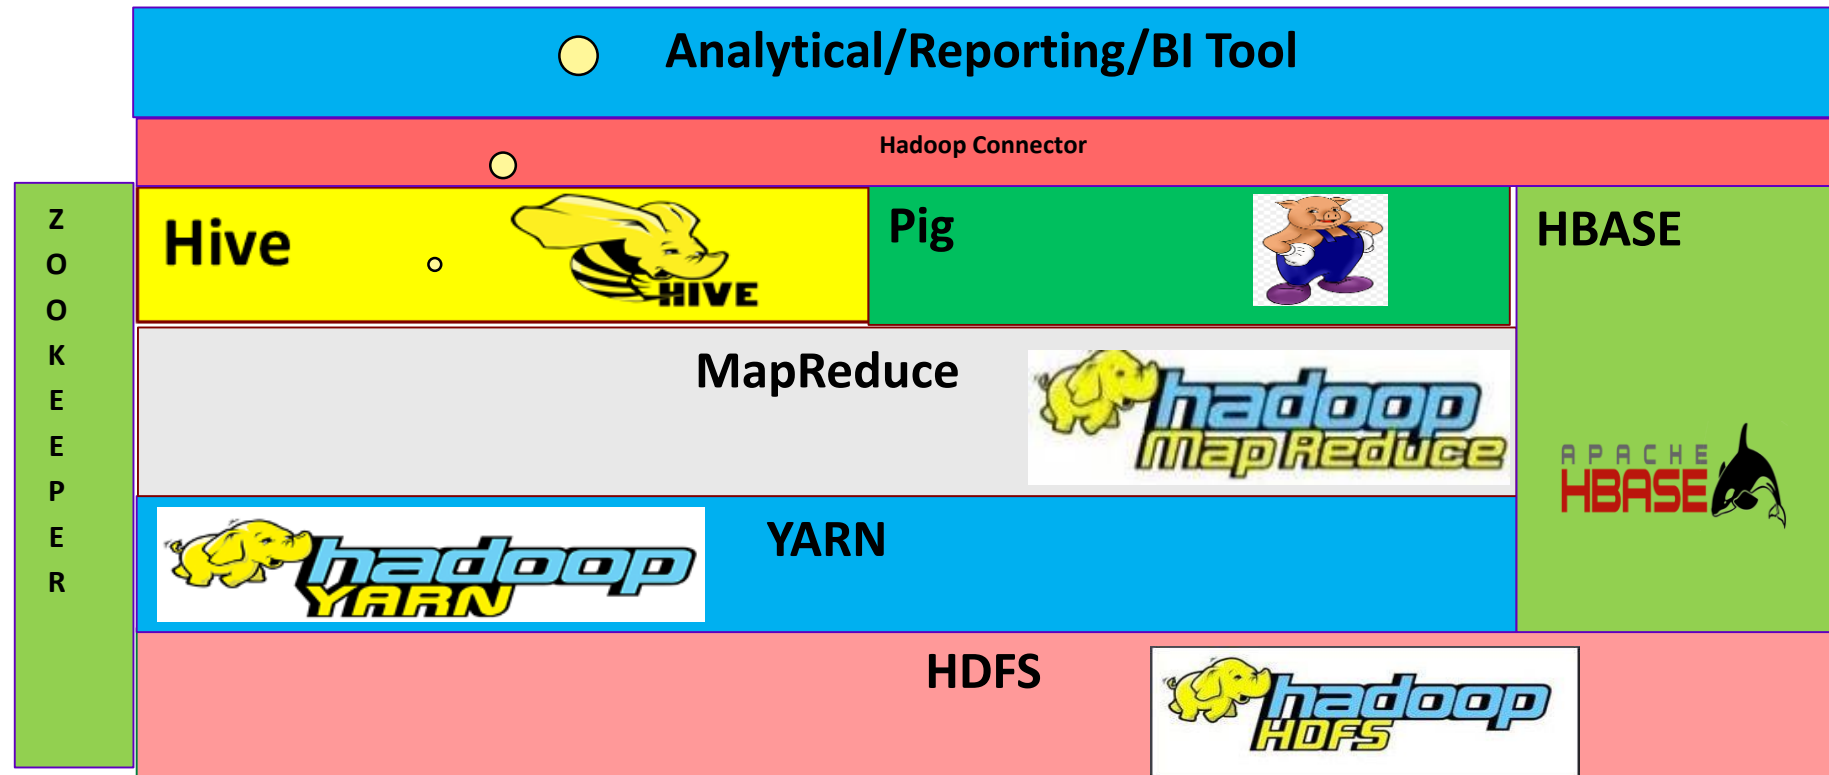 Analytical/Reporting/BI Tool
Hadoop Connector
Z
O
O
K
E
E
P
E
R
Hive
HIVE
Pig
HBASE
MapReduce
hadoop
Map Reduce
APACHE
HBASE
hadoop
YARN
YARN
HDFS
hadoop
HDFS